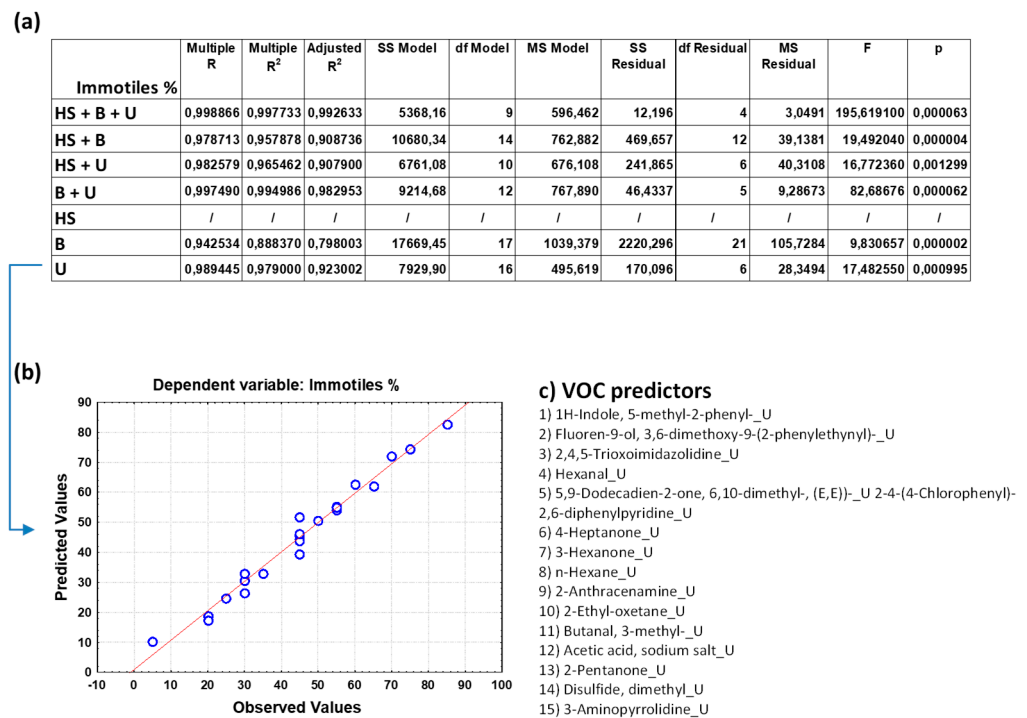 (a)
Multiple R Multiple R² Adjusted R² SS Model df Model MS Model SS Residual df Residual MS Residual F p
Immotiles %
HS + B + U 0,998866 0,997733 0,992633 5368,16 9 596,462 12,196 4 3,0491 195,619100 0,000063
HS + B 0,978713 0,957878 0,908736 10680,34 14 762,882 469,657 12 39,1381 19,492040 0,000004
HS + U 0,982579 0,965462 0,907900 6761,08 10 676,108 241,865 6 40,3108 16,772360 0,001299
B + U 0,997490 0,994986 0,982953 9214,68 12 767,890 46,4337 5 9,28673 82,68676 0,000062
HS / / / / / / / / / / /
B 0,942534 0,888370 0,798003 17669,45 17 1039,379 2220,296 21 105,7284 9,830657 0,000002
U 0,989445 0,979000 0,923002 7929,90 16 495,619 170,096 6 28,3494 17,482550 0,000995
(b)
Dependent variable: Immotiles %
Predicted Values
90
80
70
60
50
40
30
20
10
0
-10 0 10 20 30 40 50 60 70 80 90 100
Observed Values
c) VOC predictors
1) 1H-Indole, 5-methyl-2-phenyl-_U
2) Fluoren-9-ol, 3,6-dimethoxy-9-(2-phenylethynyl)-_U
3) 2,4,5-Trioxoimidazolidine_U
4) Hexanal_U
5) 5,9-Dodecadien-2-one, 6,10-dimethyl-, (E,E))-_U 2-4-(4-Chlorophenyl)-
2,6-diphenylpyridine_U
6) 4-Heptanone_U
7) 3-Hexanone_U
8) n-Hexane_U
9) 2-Anthracenamine_U
10) 2-Ethyl-oxetane_U
11) Butanal, 3-methyl-_U
12) Acetic acid, sodium salt_U
13) 2-Pentanone_U
14) Disulfide, dimethyl_U
15) 3-Aminopyrrolidine_U